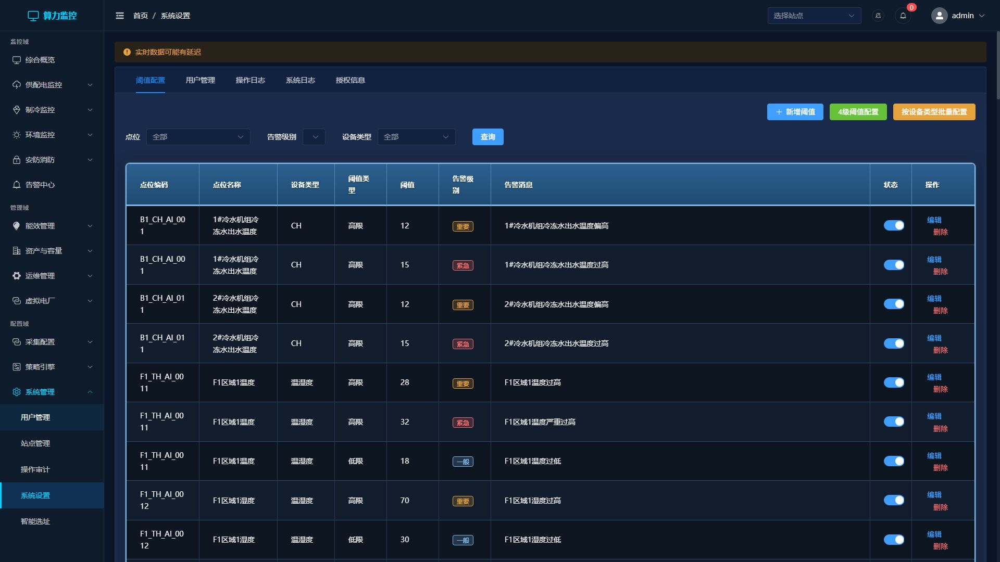 算力监控
首页 / 系统设置
选择站点
0
admin
监控域
综合概览
供配电监控
制冷监控
环境监控
安防消防
告警中心
管理域
能效管理
资产与容量
运维管理
虚拟电厂
配置域
采集配置
策略引擎
系统管理
用户管理
站点管理
操作审计
系统设置
智能选址
实时数据可能有延迟
阈值配置 用户管理 操作日志 系统日志 授权信息
新增阈值 4级阈值配置 按设备类型批量配置
点位 全部 告警级别 设备类型 全部 查询
点位编码 点位名称 设备类型 阈值类型 阈值 告警级别 告警消息 状态 操作
B1_CH_AI_001 1#冷水机组冷冻水出水温度 CH 高限 12 重要 1#冷水机组冷冻水出水温度偏高 编辑 删除
B1_CH_AI_001 1#冷水机组冷冻水出水温度 CH 高限 15 紧急 1#冷水机组冷冻水出水温度过高 编辑 删除
B1_CH_AI_011 2#冷水机组冷冻水出水温度 CH 高限 12 重要 2#冷水机组冷冻水出水温度偏高 编辑 删除
B1_CH_AI_011 2#冷水机组冷冻水出水温度 CH 高限 15 紧急 2#冷水机组冷冻水出水温度过高 编辑 删除
F1_TH_AI_0011 F1区域1温度 温湿度 高限 28 重要 F1区域1温度过高 编辑 删除
F1_TH_AI_0011 F1区域1温度 温湿度 高限 32 紧急 F1区域1温度严重过高 编辑 删除
F1_TH_AI_0011 F1区域1温度 温湿度 低限 18 一般 F1区域1温度过低 编辑 删除
F1_TH_AI_0012 F1区域1湿度 温湿度 高限 70 重要 F1区域1湿度过高 编辑 删除
F1_TH_AI_0012 F1区域1湿度 温湿度 低限 30 一般 F1区域1湿度过低 编辑 删除